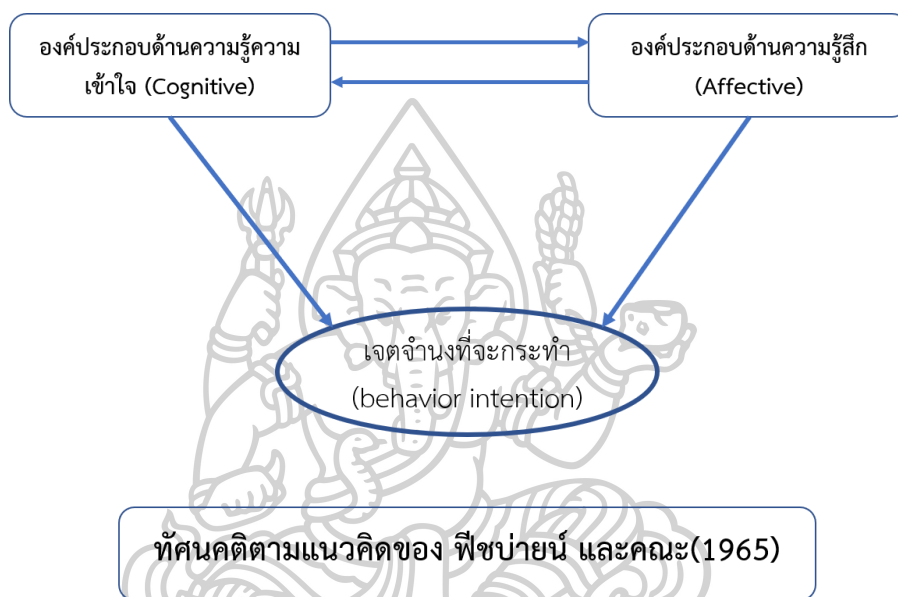 องค์ประกอบด้านความรู้ความ
เข้าใจ (Cognitive)
องค์ประกอบด้านความรู้สึก
(Affective)
เจตจำนงที่จะกระทำ
(behavior intention)
ทัศนคติตามแนวคิดของ ฟีชบ่ายน์ และคณะ(1965)